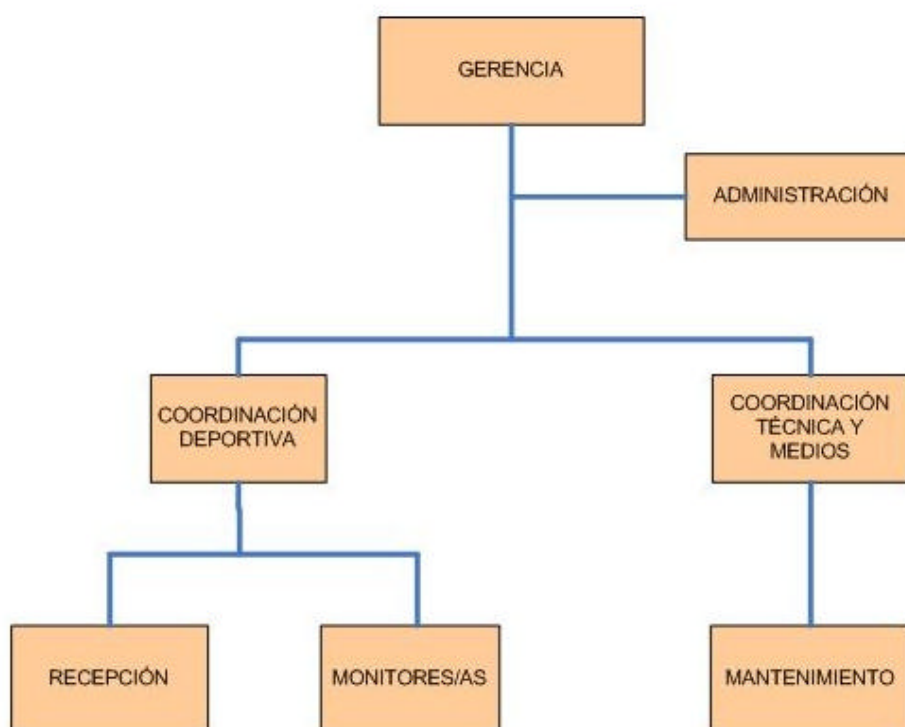 GERENCIA
ADMINISTRACIÓN
COORDINACIÓN
DEPORTIVA
COORDINACIÓN
TÉCNICA Y
MEDIOS
RECEPCIÓN
MONITORES/AS
MANTENIMIENTO